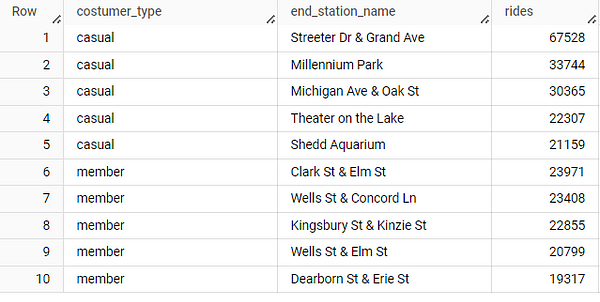 Row costumer_type end_station_name rides
1 casual Streeter Dr & Grand Ave 67528
2 casual Millennium Park 33744
3 casual Michigan Ave & Oak St 30365
4 casual Theater on the Lake 22307
5 casual Shedd Aquarium 21159
6 member Clark St & Elm St 23971
7 member Wells St & Concord Ln 23408
8 member Kingsbury St & Kinzie St 22855
9 member Wells St & Elm St 20799
10 member Dearborn St & Erie St 19317